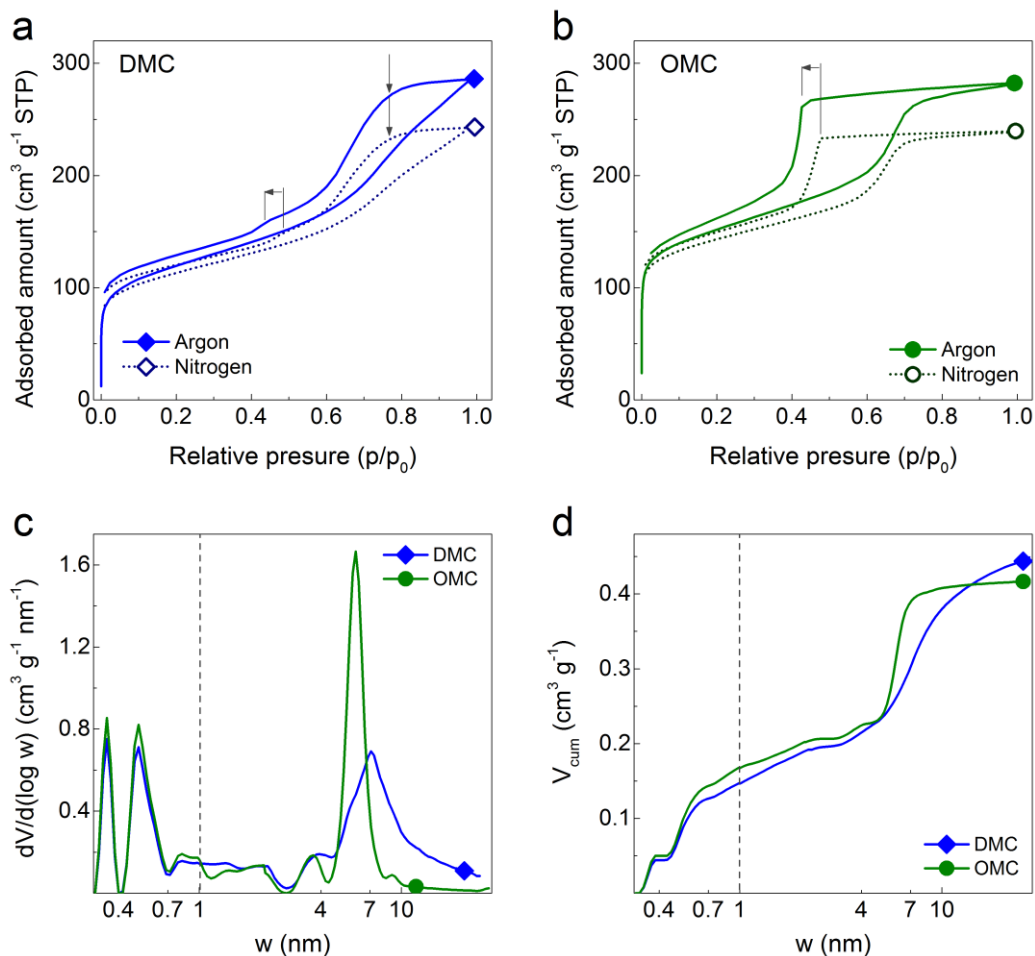 a
DMC
Adsorbed amount (cm³ g⁻¹ STP)
300
200
100
0
Argon
Nitrogen
0.0 0.2 0.4 0.6 0.8 1.0
Relative presure (p/p₀)
b
OMC
Adsorbed amount (cm³ g⁻¹ STP)
300
200
100
0
Argon
Nitrogen
0.0 0.2 0.4 0.6 0.8 1.0
Relative presure (p/p₀)
c
dV/d(log w) (cm³ g⁻¹ nm⁻¹)
1.6
1.2
0.8
0.4
DMC
OMC
0.4 0.7 1 4 7 10
w (nm)
d
V_cum (cm³ g⁻¹)
0.4
0.3
0.2
0.1
DMC
OMC
0.4 0.7 1 4 7 10
w (nm)